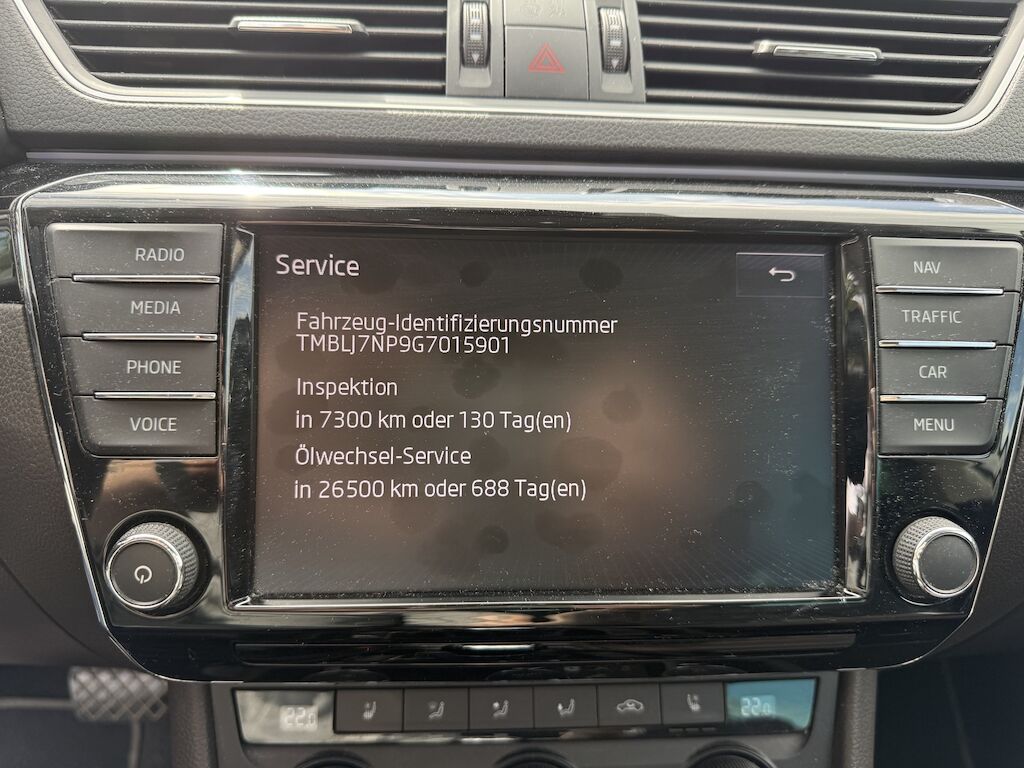 RADIO
MEDIA
PHONE
VOICE
Service
Fahrzeug-Identifizierungsnummer
TMBLJ7NP9G7015901
Inspektion
in 7300 km oder 130 Tag(en)
Ölwechsel-Service
in 26500 km oder 688 Tag(en)
NAV
TRAFFIC
CAR
MENU
22.0
22.0